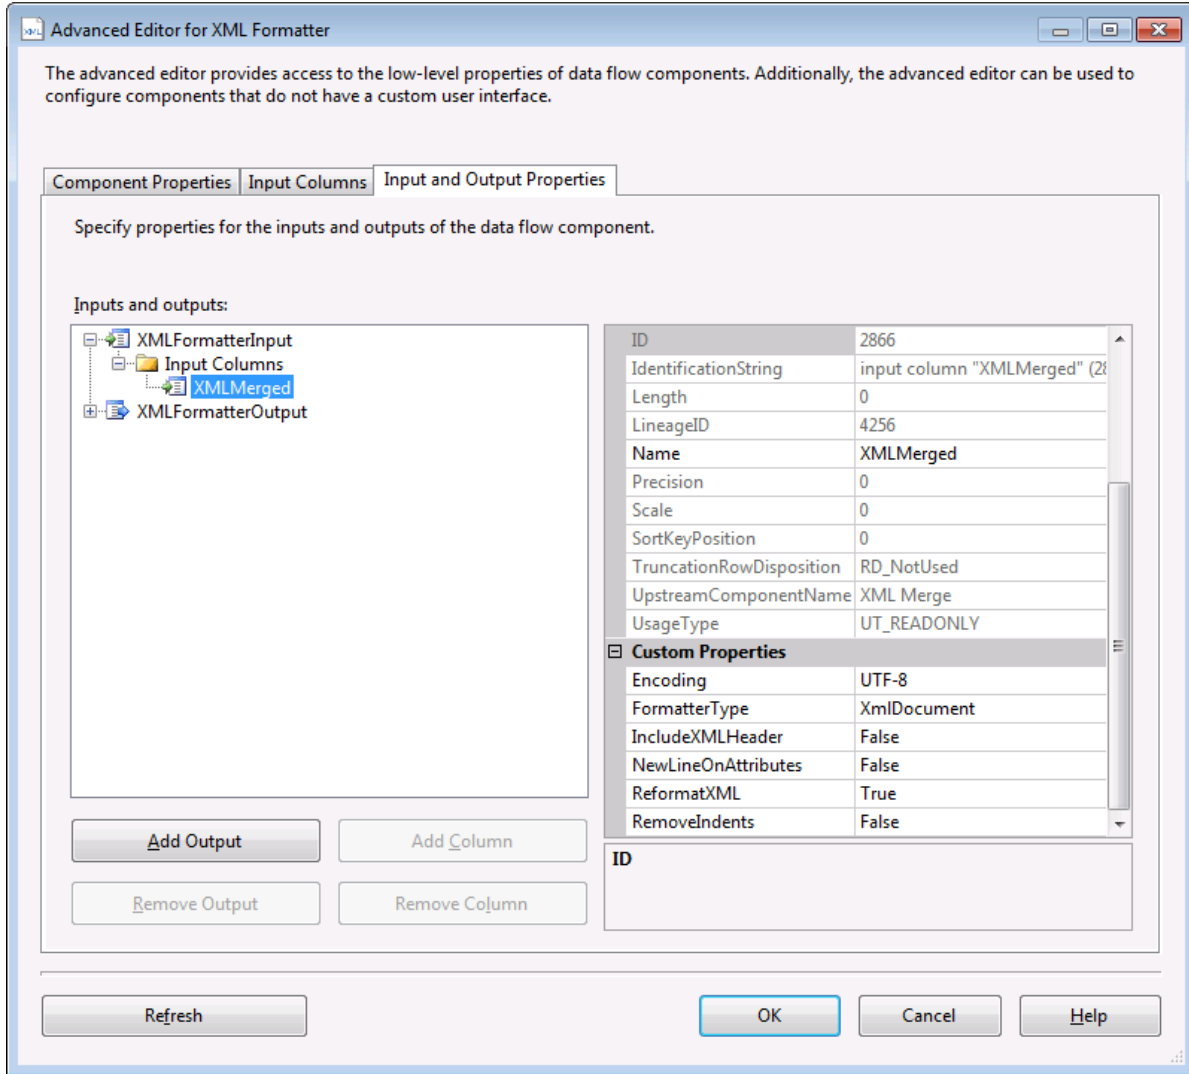 Advanced Editor for XML Formatter
The advanced editor provides access to the low-level properties of data flow components. Additionally, the advanced editor can be used to
configure components that do not have a custom user interface.
Component Properties Input Columns Input and Output Properties
Specify properties for the inputs and outputs of the data flow component.
Inputs and outputs:
XMLFormatterInput
Input Columns
XMLMerged
XMLFormatterOutput
ID 2866
IdentificationString input column "XMLMerged" (28
Length 0
LineageID 4256
Name XMLMerged
Precision 0
Scale 0
SortKeyPosition 0
TruncationRowDisposition RD_NotUsed
UpstreamComponentName XML Merge
UsageType UT_READONLY
Custom Properties
Encoding UTF-8
FormatterType XmlDocument
IncludeXMLHeader False
NewLineOnAttributes False
ReformatXML True
RemoveIndents False
Add Output Add Column
Remove Output Remove Column
ID
Refresh OK Cancel Help